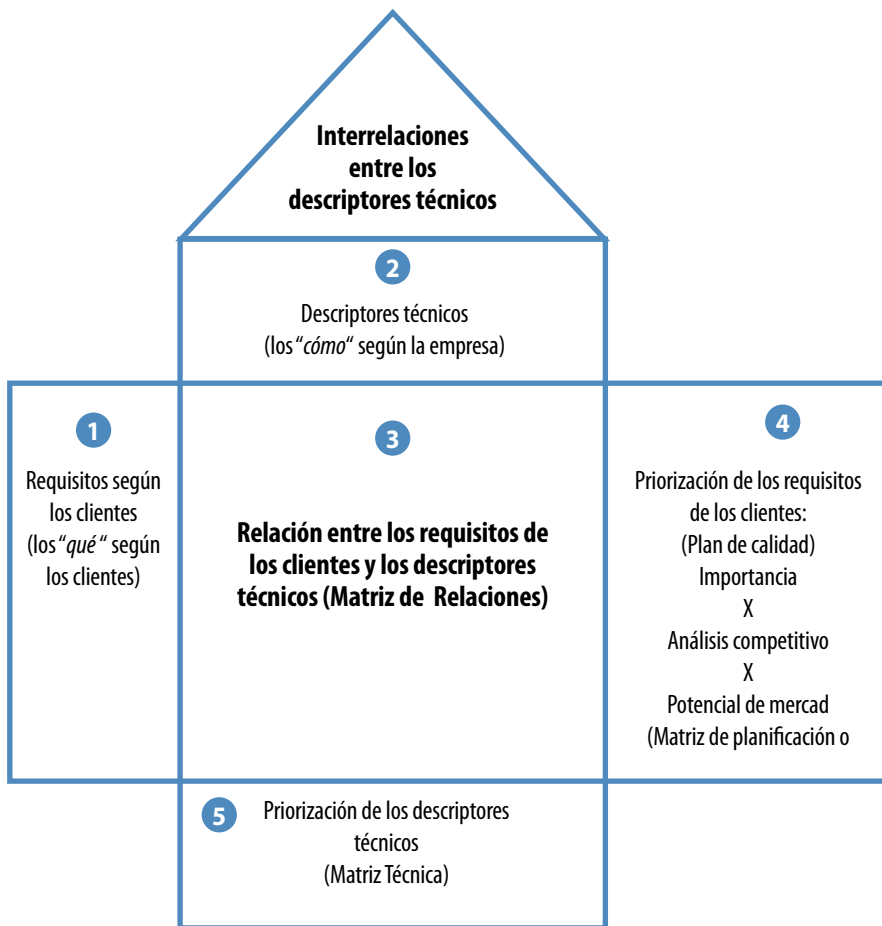 Interrelaciones
entre los
descriptores técnicos
2
Descriptores técnicos
(los “cómo“ según la empresa)
1
Requisitos según
los clientes
(los “qué “ según
los clientes)
3
Relación entre los requisitos de
los clientes y los descriptores
técnicos (Matriz de Relaciones)
4
Priorización de los requisitos
de los clientes:
(Plan de calidad)
Importancia
X
Análisis competitivo
X
Potencial de mercad
(Matriz de planificación o
5
Priorización de los descriptores
técnicos
(Matriz Técnica)